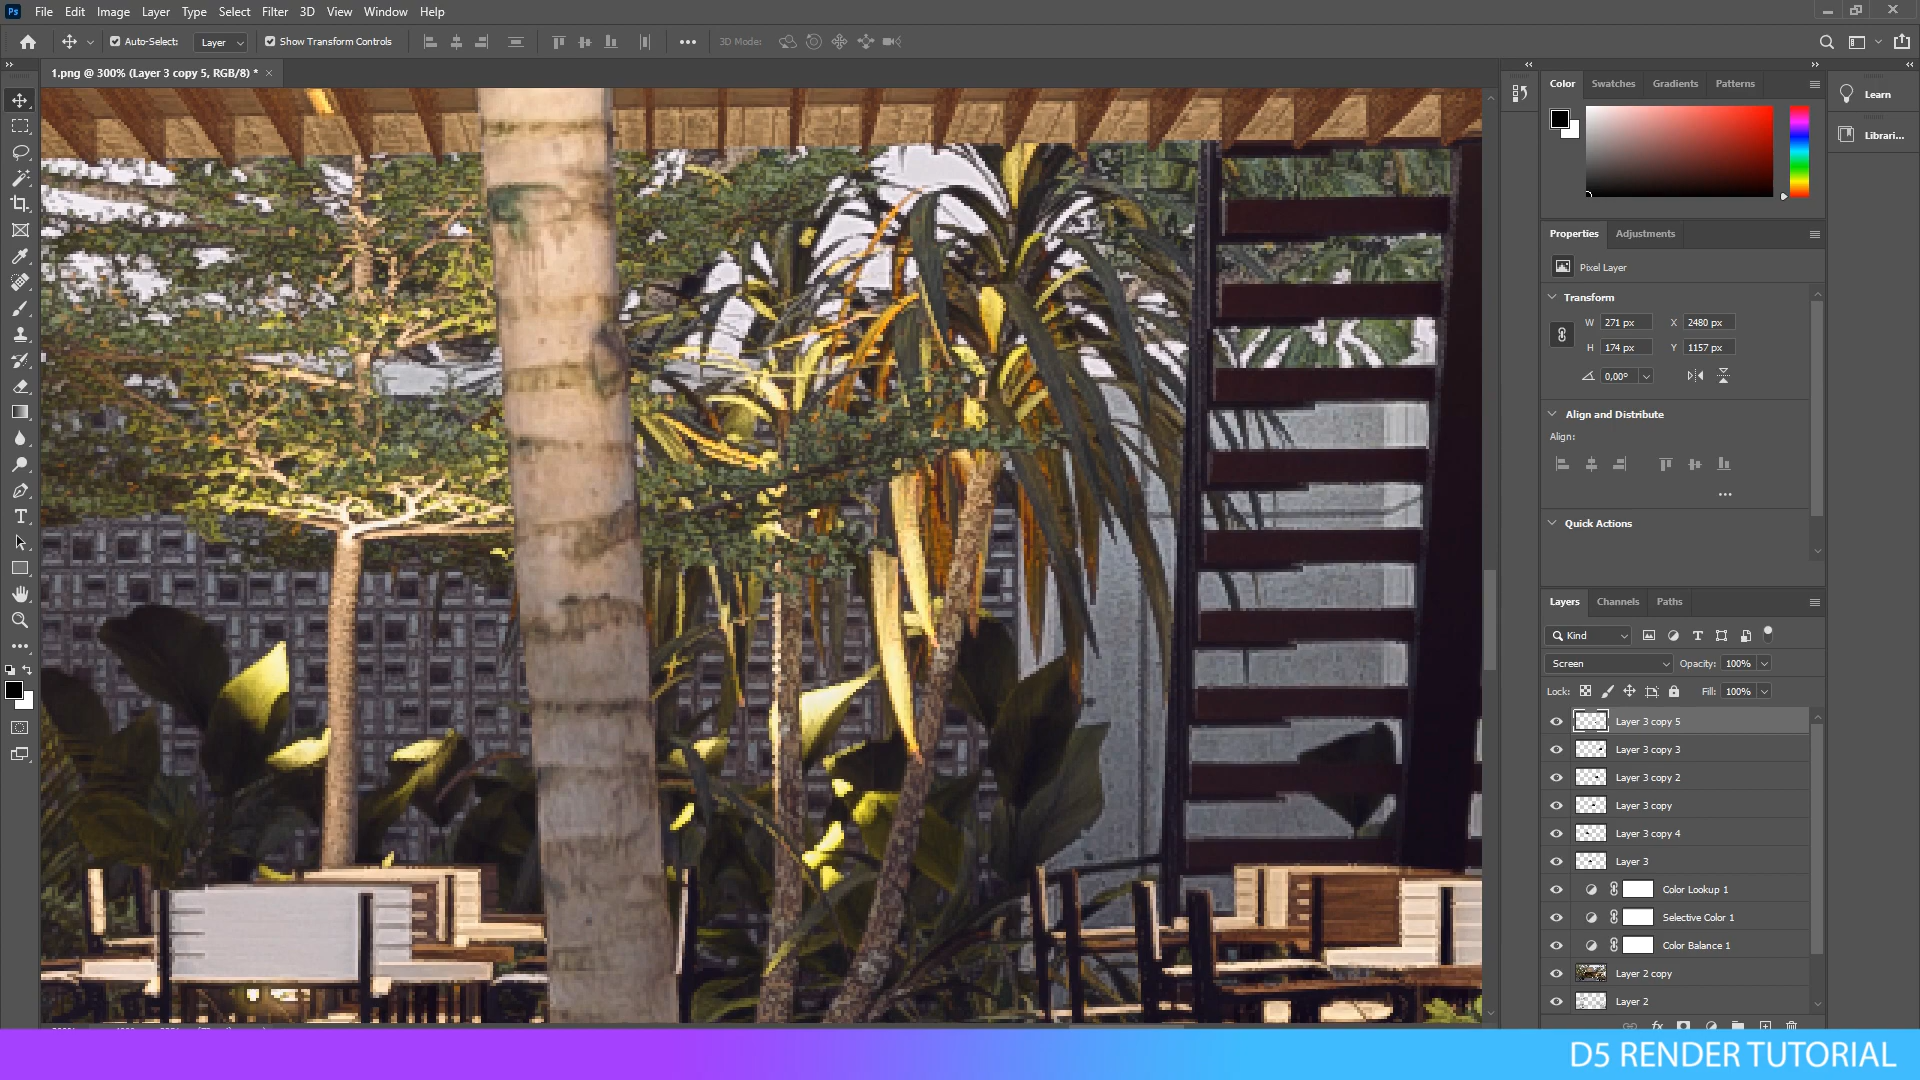 Ps File Edit Image Layer Type Select Filter 3D View Window Help
Auto-Select: Layer Show Transform Controls 3D Mode:
1.png @ 300% (Layer 3 copy 5, RGB/8) *
Color Swatches Gradients Patterns
Learn
Librari...
Properties Adjustments
Pixel Layer
Transform
W 271 px X 2480 px
H 174 px Y 1157 px
0,00°
Align and Distribute
Align:
Quick Actions
Layers Channels Paths
Kind
Screen Opacity: 100%
Lock: Fill: 100%
Layer 3 copy 5
Layer 3 copy 3
Layer 3 copy 2
Layer 3 copy
Layer 3 copy 4
Layer 3
Color Lookup 1
Selective Color 1
Color Balance 1
Layer 2 copy
Layer 2
fx
D5 RENDER TUTORIAL